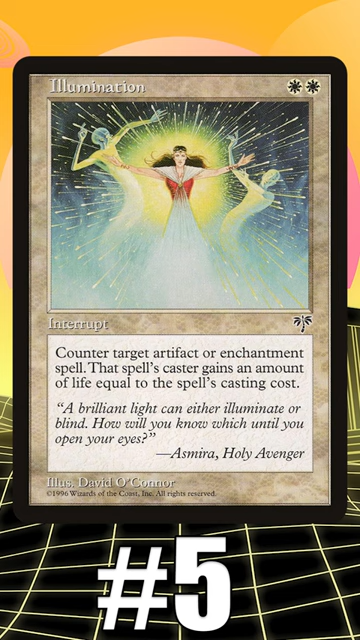 Illumination
Interrupt
Counter target artifact or enchantment
spell. That spell's caster gains an amount
of life equal to the spell's casting cost.
“A brilliant light can either illuminate or
blind. How will you know which until you
open your eyes?”
—Asmira, Holy Avenger
Illus. David O'Connor
©1996 Wizards of the Coast, Inc. All rights reserved.
#5